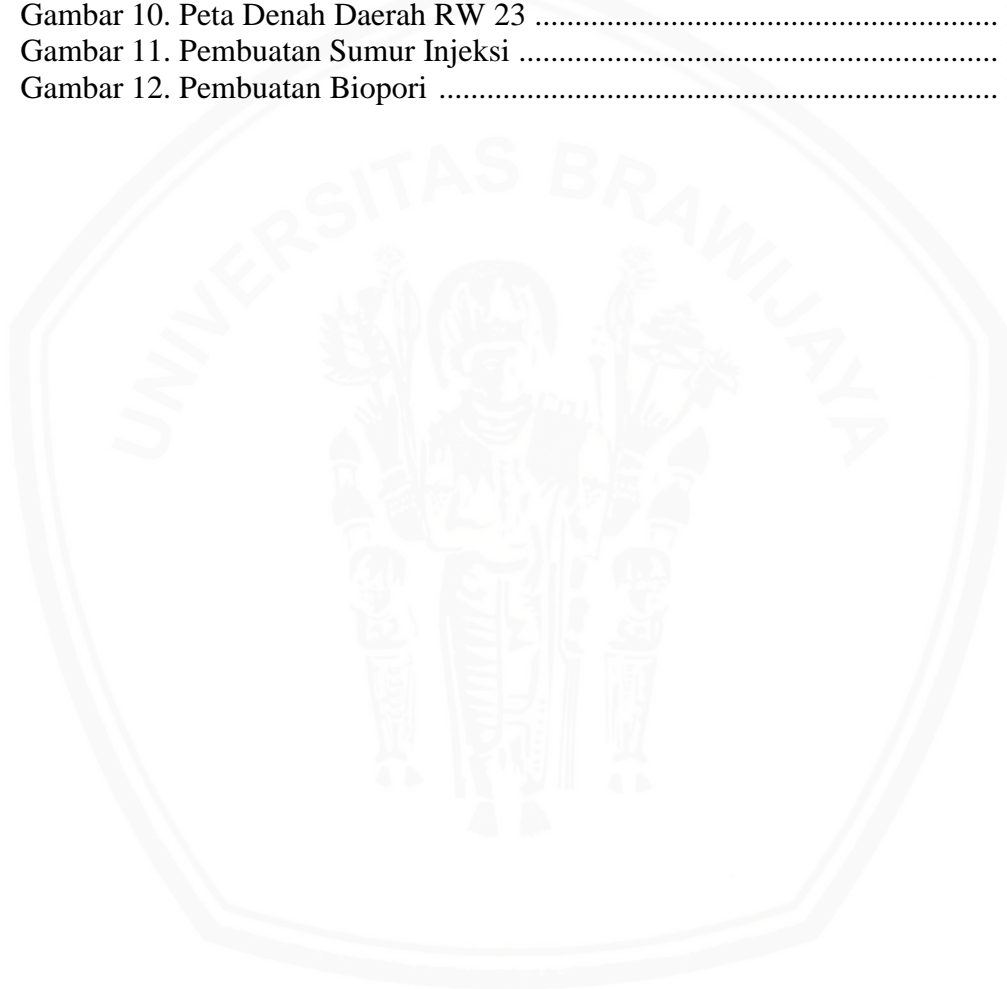 Gambar 10. Peta Denah Daerah RW 23 ..........................................................
Gambar 11. Pembuatan Sumur Injeksi ............................................................
Gambar 12. Pembuatan Biopori ......................................................................
UNIVERSITAS BRAWIJAYA